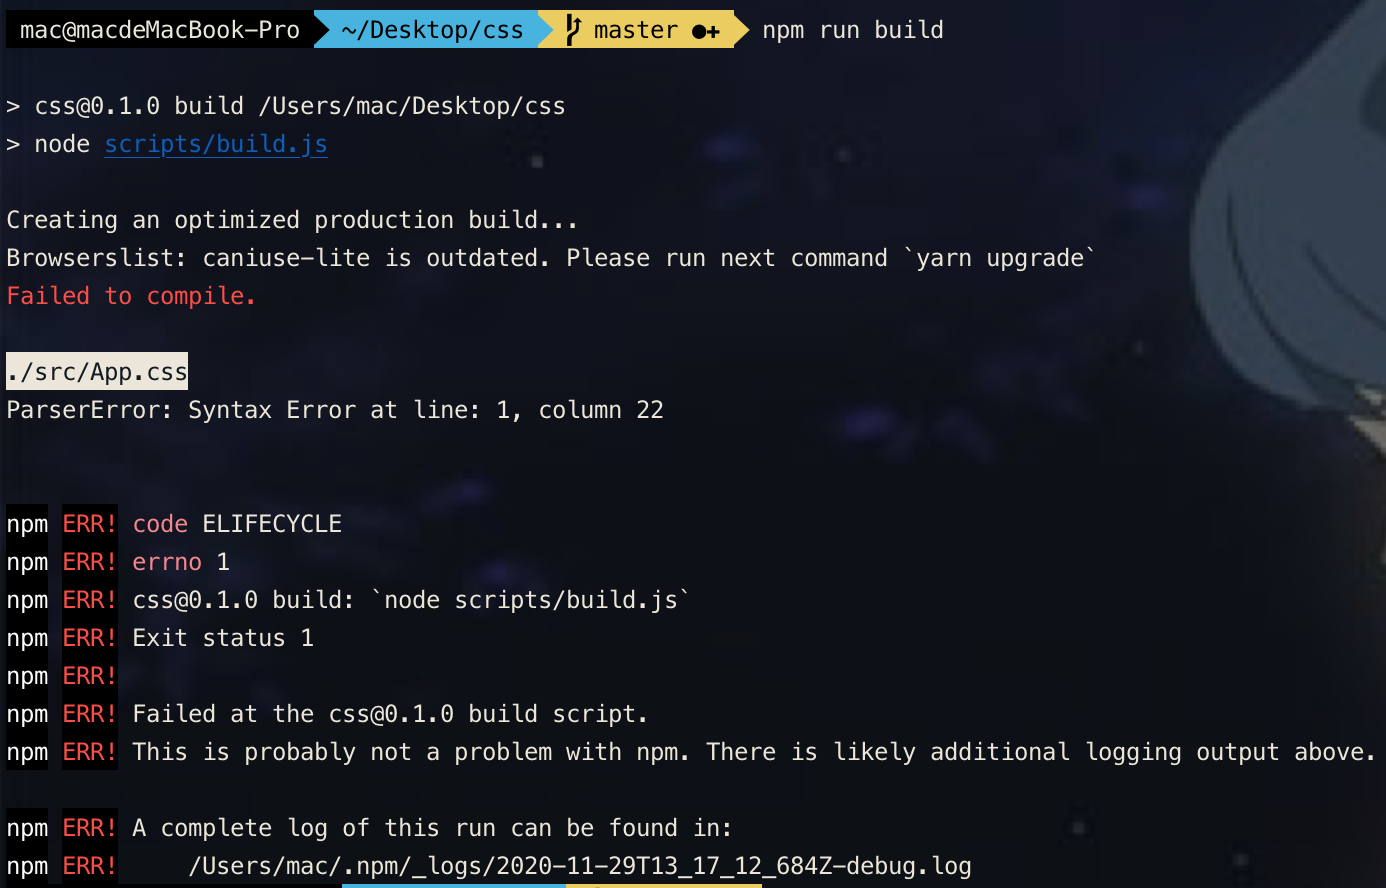 mac@macdeMacBook-Pro ~/Desktop/css master ●+ npm run build
> css@0.1.0 build /Users/mac/Desktop/css
> node scripts/build.js
Creating an optimized production build...
Browserslist: caniuse-lite is outdated. Please run next command `yarn upgrade`
Failed to compile.
./src/App.css
ParserError: Syntax Error at line: 1, column 22
npm ERR! code ELIFECYCLE
npm ERR! errno 1
npm ERR! css@0.1.0 build: `node scripts/build.js`
npm ERR! Exit status 1
npm ERR!
npm ERR! Failed at the css@0.1.0 build script.
npm ERR! This is probably not a problem with npm. There is likely additional logging output above.
npm ERR! A complete log of this run can be found in:
npm ERR!     /Users/mac/.npm/_logs/2020-11-29T13_17_12_684Z-debug.log